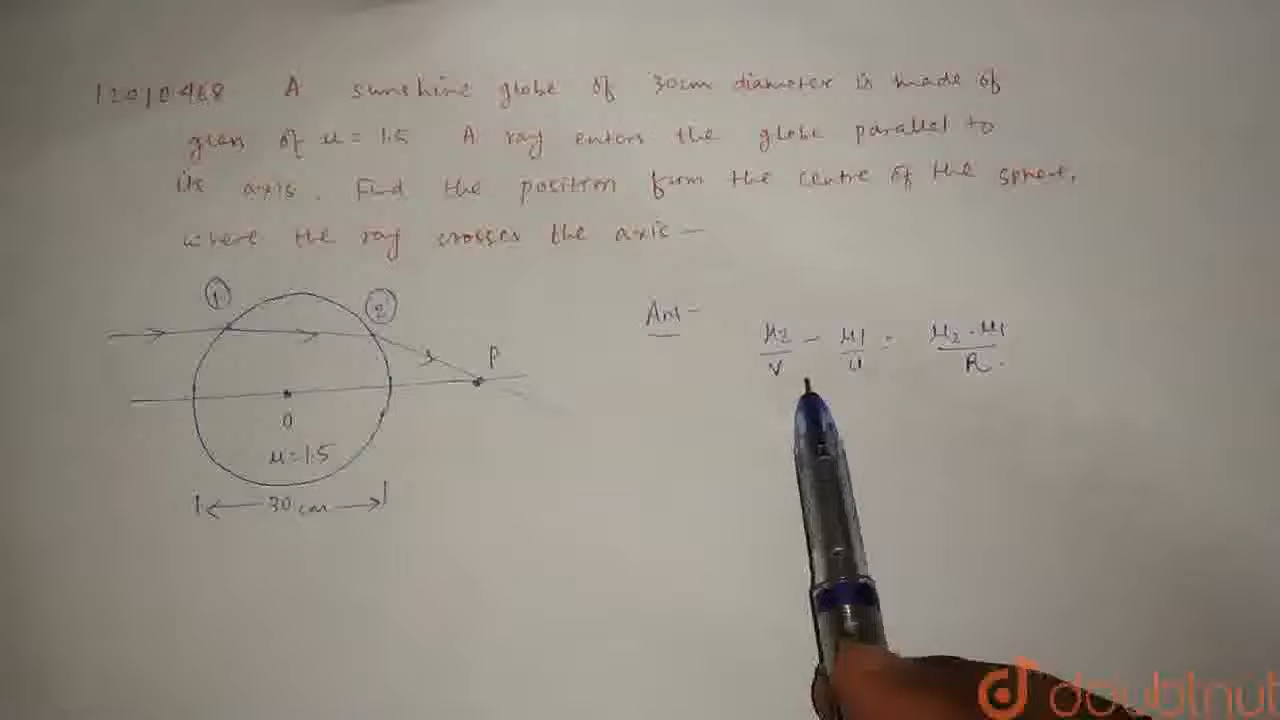 12010468 A sunshine globe of 30cm diameter is made of
glass of μ = 1.5 A ray enters the globe parallel to
its axis. Find the position from the centre of the sphere,
where the ray crosses the axis —
① ②
P
O
μ=1.5
30cm
Ans -
μ2/v - μ1/u = μ2-μ1/R.
doubtnut